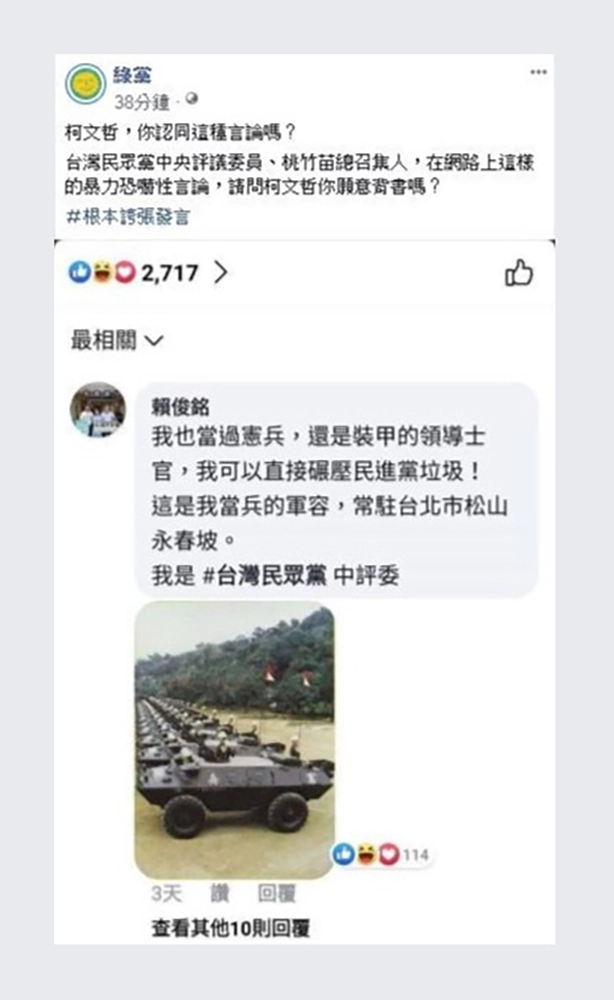 綠黨
38分鐘 ·
柯文哲，你認同這種言論嗎？
台灣民眾黨中央評議委員、桃竹苗總召集人，在網路上這樣
的暴力恐嚇性言論，請問柯文哲你願意背書嗎？
#根本誇張發言
2,717
最相關
賴俊銘
我也當過憲兵，還是裝甲的領導士
官，我可以直接碾壓民進黨垃圾！
這是我當兵的軍容，常駐台北市松山
永春坡。
我是 #台灣民眾黨 中評委
114
3天 讚 回覆
查看其他10則回覆